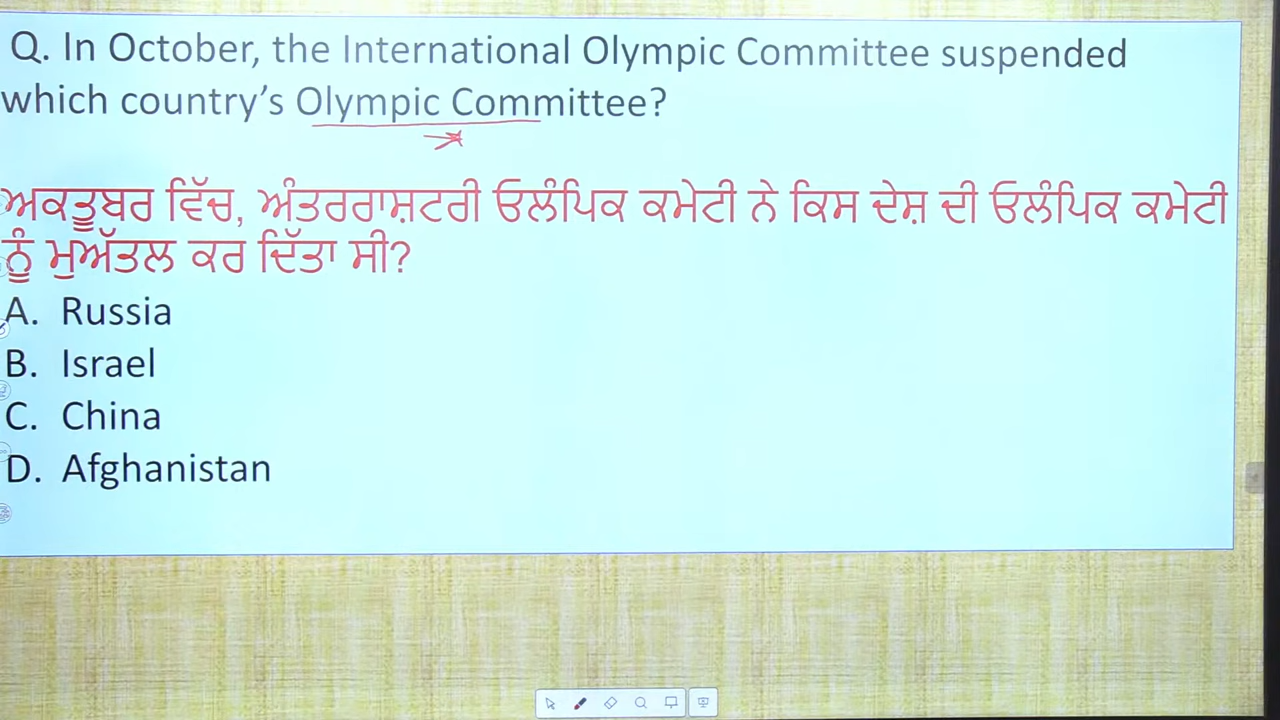 Q. In October, the International Olympic Committee suspended
which country's Olympic Committee?
ਅਕਤੂਬਰ ਵਿੱਚ, ਅੰਤਰਰਾਸ਼ਟਰੀ ਓਲੰਪਿਕ ਕਮੇਟੀ ਨੇ ਕਿਸ ਦੇਸ਼ ਦੀ ਓਲੰਪਿਕ ਕਮੇਟੀ
ਨੂੰ ਮੁਅੱਤਲ ਕਰ ਦਿੱਤਾ ਸੀ?
A. Russia
B. Israel
C. China
D. Afghanistan